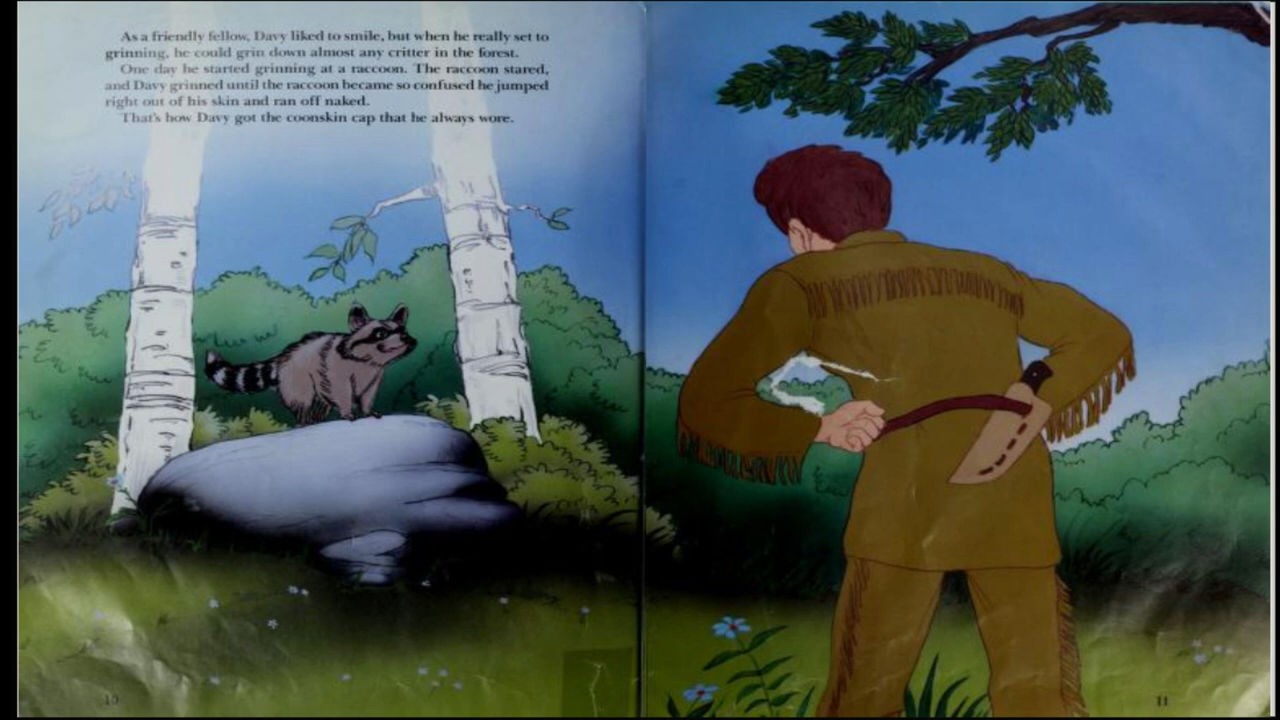 As a friendly fellow, Davy liked to smile, but when he really set to
grinning, he could grin down almost any critter in the forest.
One day he started grinning at a raccoon. The raccoon stared,
and Davy grinned until the raccoon became so confused he jumped
right out of his skin and ran off naked.
That's how Davy got the coonskin cap that he always wore.
10
11